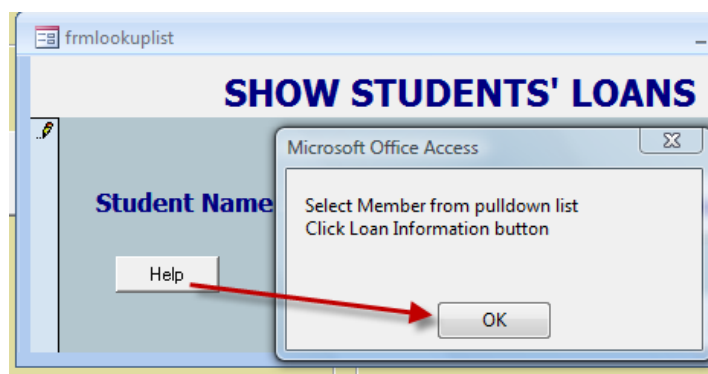 frmlookuplist
SHOW STUDENTS' LOANS
Microsoft Office Access
Student Name
Select Member from pulldown list
Click Loan Information button
Help
OK